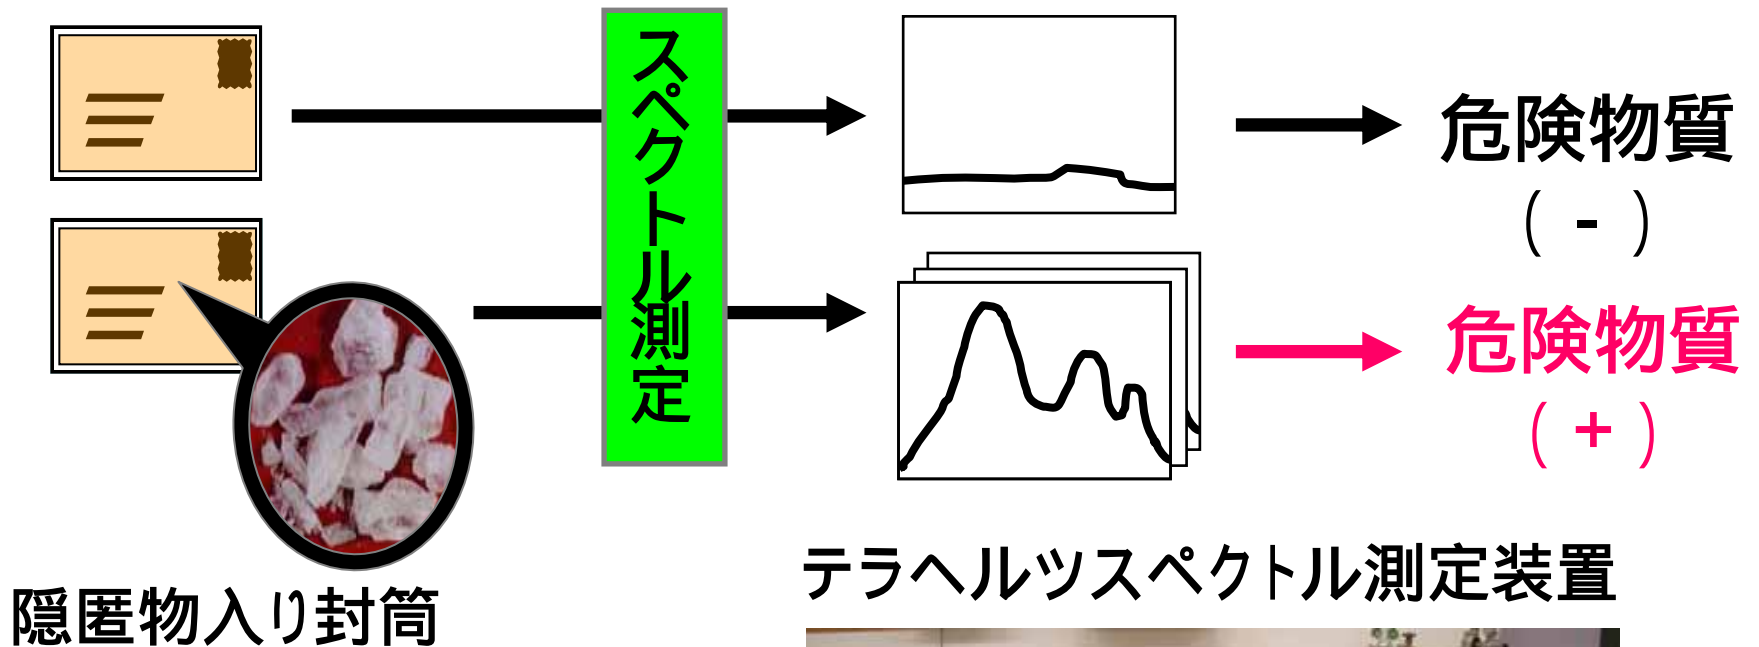 スペクトル測定
危険物質
( - )
危険物質
( + )
隠匿物入り封筒
テラヘルツスペクトル測定装置